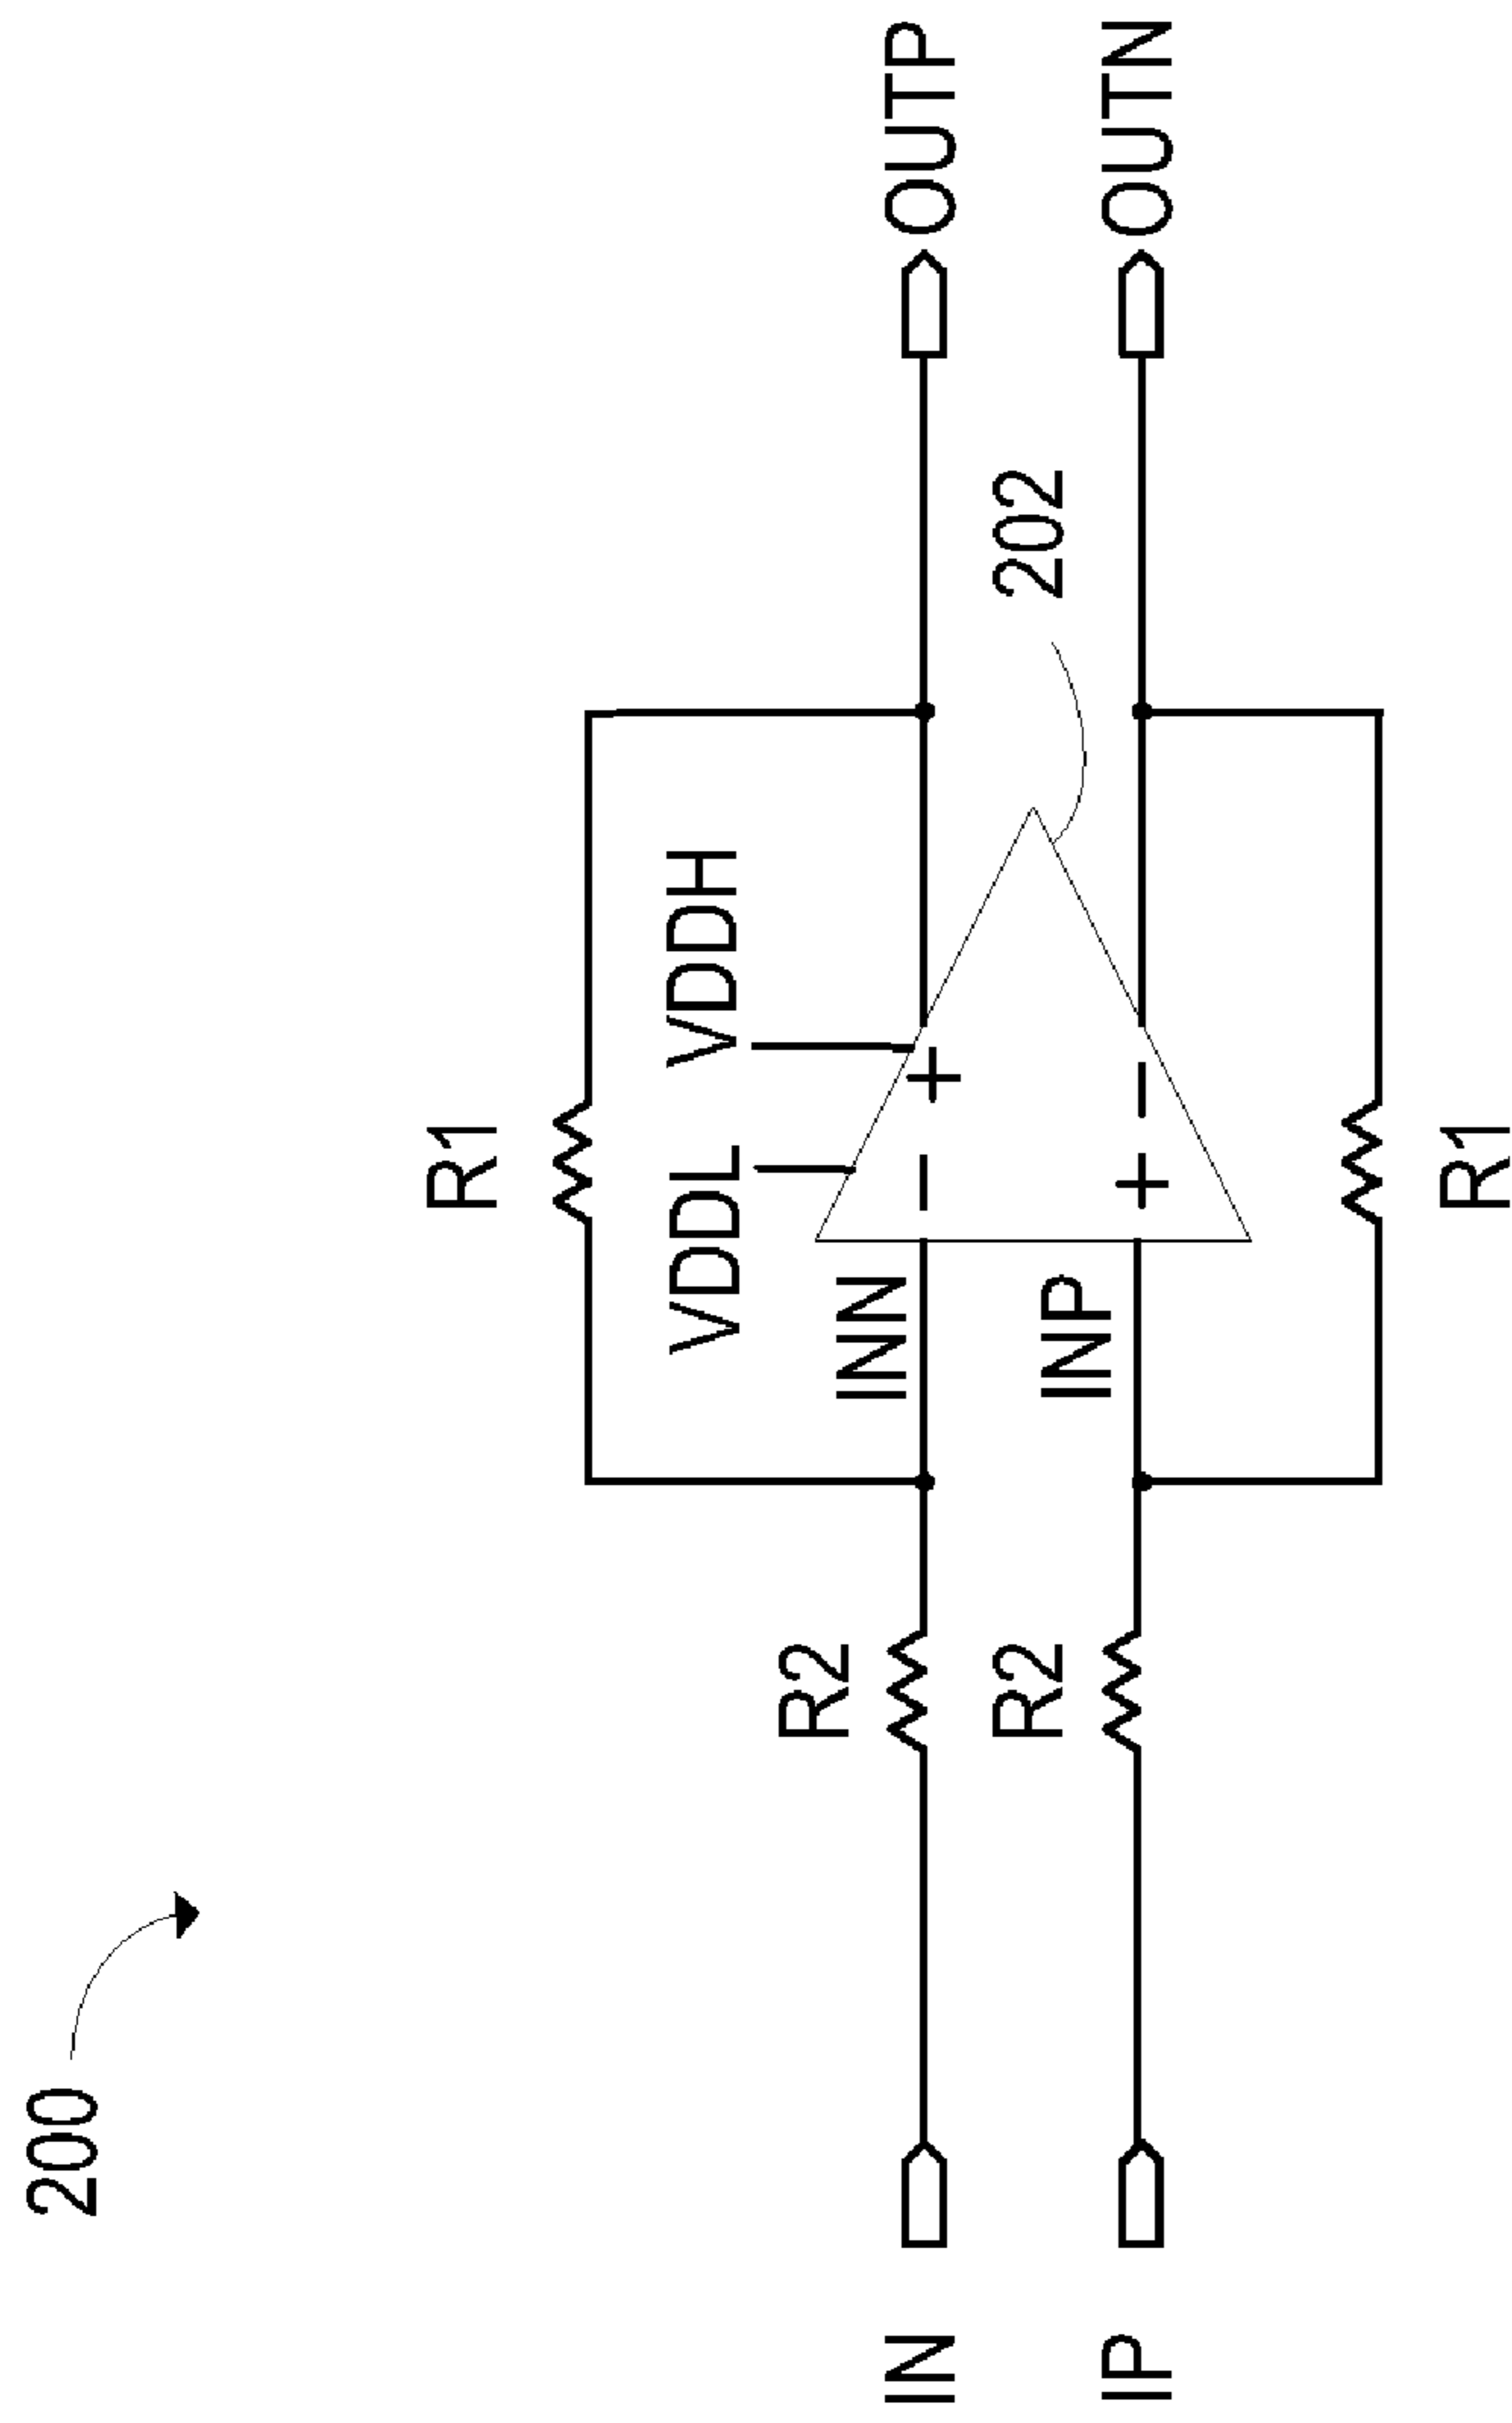 200
R1
VDDL
VDDH
IN
R2
INN
OUTP
R2
INP
202
IP
OUTN
R1